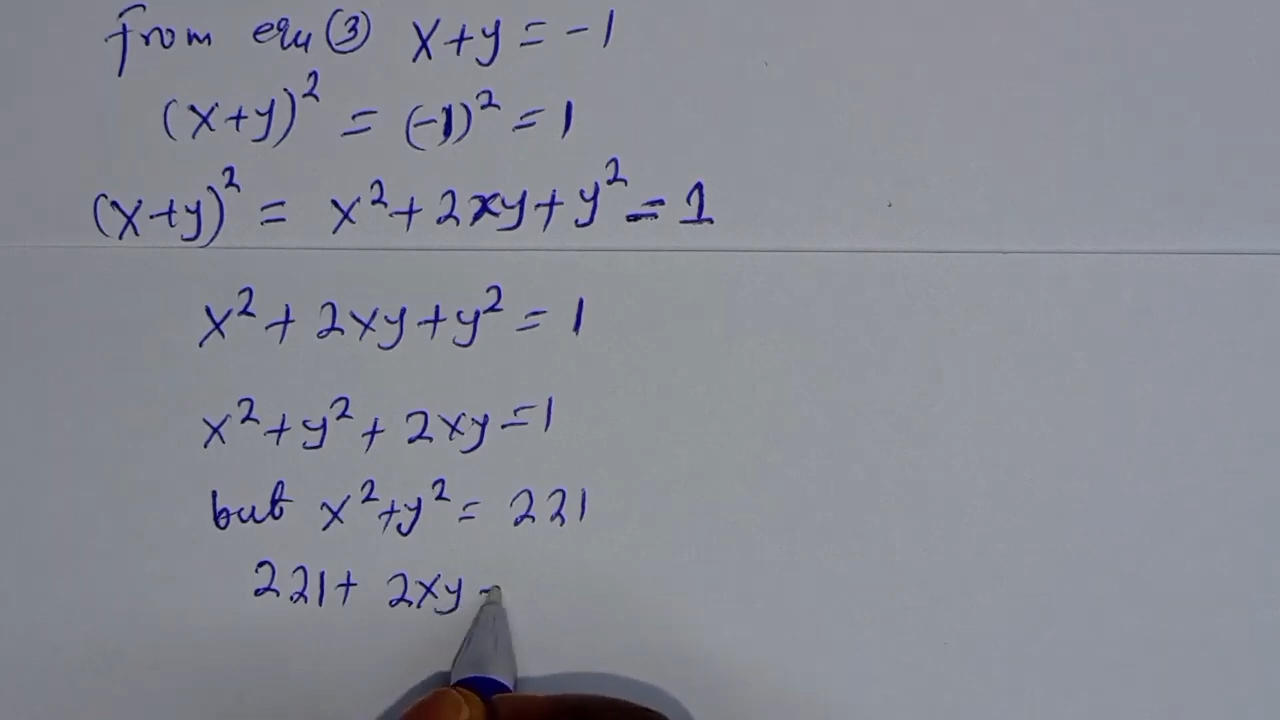 from eqn ③ x+y = -1
(x+y)² = (-1)² = 1
(x+y)² = x² + 2xy + y² = 1
x² + 2xy + y² = 1
x² + y² + 2xy = 1
but x² + y² = 221
221 + 2xy -